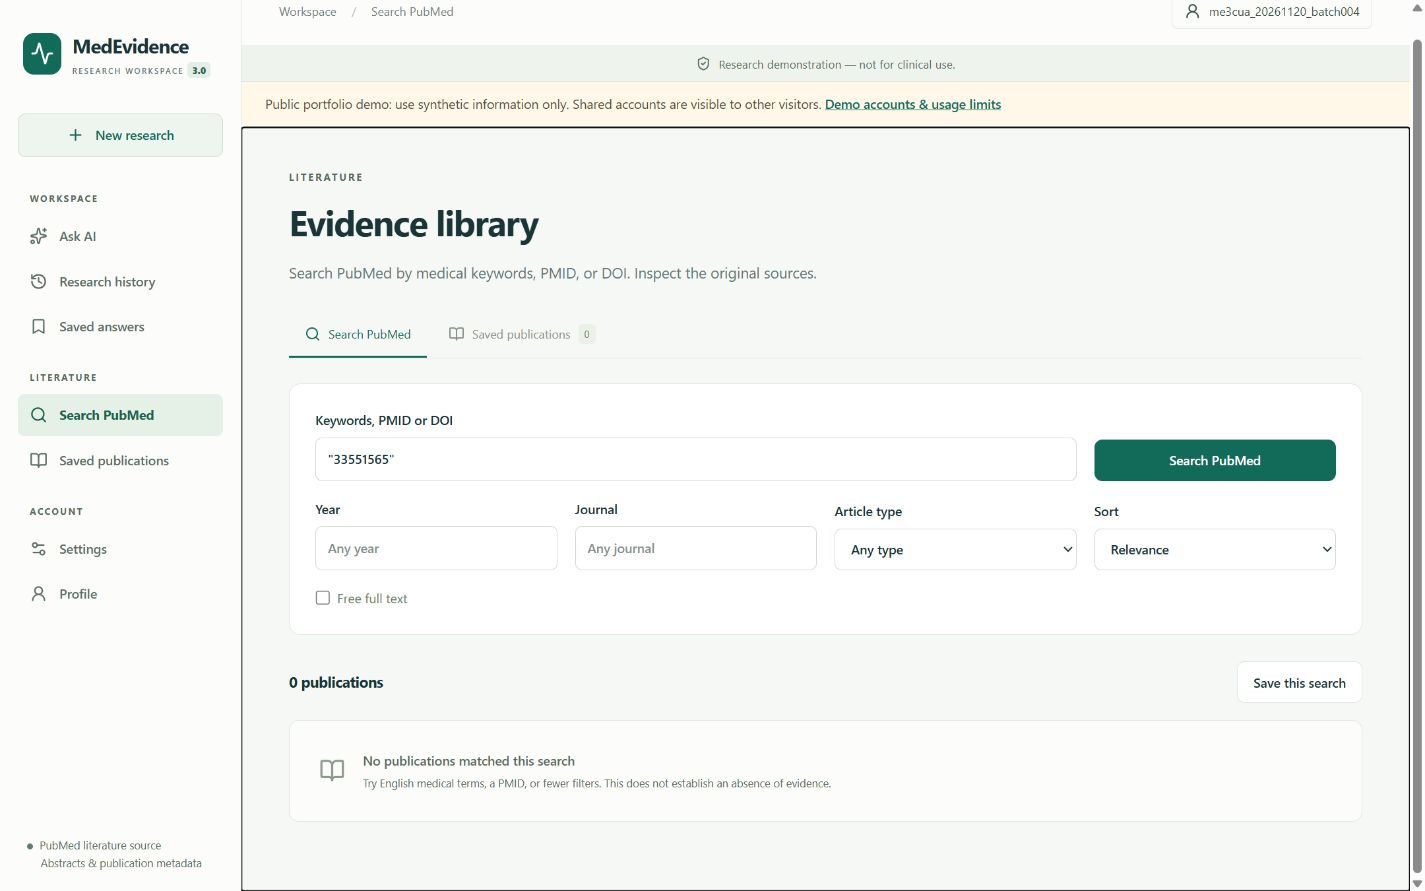 MedEvidence
RESEARCH WORKSPACE 3.0
New research
WORKSPACE
Ask AI
Research history
Saved answers
LITERATURE
Search PubMed
Saved publications
ACCOUNT
Settings
Profile
PubMed literature source
Abstracts & publication metadata
Workspace / Search PubMed
me3cua_20261120_batch004
Research demonstration — not for clinical use.
Public portfolio demo: use synthetic information only. Shared accounts are visible to other visitors. Demo accounts & usage limits
LITERATURE
Evidence library
Search PubMed by medical keywords, PMID, or DOI. Inspect the original sources.
Search PubMed
Saved publications 0
Keywords, PMID or DOI
"33551565"
Search PubMed
Year
Journal
Article type
Sort
Any year
Any journal
Any type
Relevance
Free full text
0 publications
Save this search
No publications matched this search
Try English medical terms, a PMID, or fewer filters. This does not establish an absence of evidence.